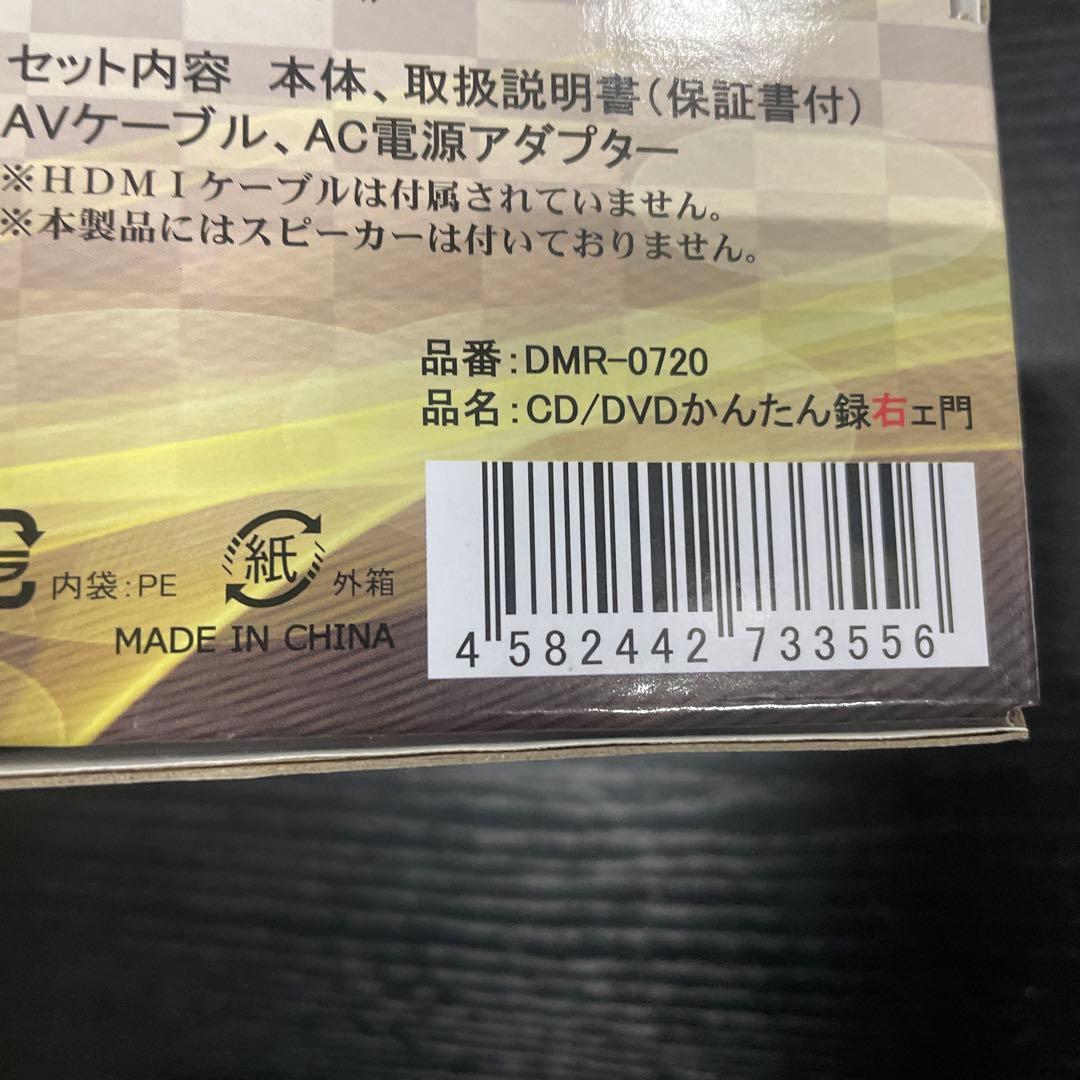 セット内容 本体、取扱説明書(保証書付)
AVケーブル、AC電源アダプター
※HDMIケーブルは付属されていません。
※本製品にはスピーカーは付いておりません。
品番:DMR-0720
品名:CD/DVDかんたん録右ェ門
プラ
内袋:PE
紙
外箱
MADE IN CHINA
4 582442 733556